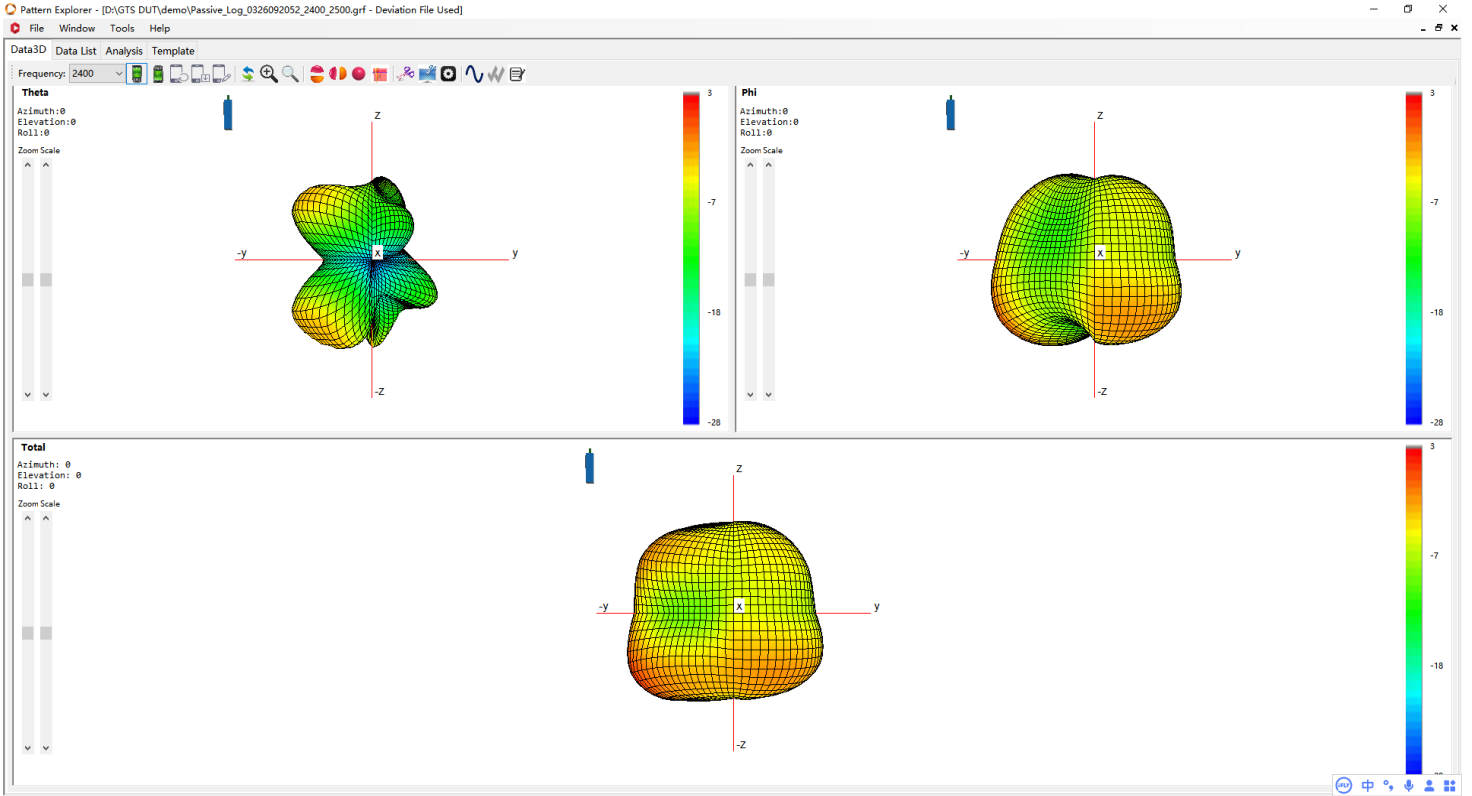 Pattern Explorer - [D:\GTS DUT\demo\Passive_Log_0326092052_2400_2500.grf - Deviation File Used]
File Window Tools Help
Data3D Data List Analysis Template
Frequency: 2400
Theta
Azimuth:0
Elevation:0
Roll:0
Zoom Scale
Z
-y
X
y
-Z
3
-7
-18
-28
Phi
Azimuth:0
Elevation:0
Roll:0
Zoom Scale
Z
-y
X
y
-Z
3
-7
-18
-28
Total
Azimuth: 0
Elevation: 0
Roll: 0
Zoom Scale
Z
-y
X
y
-Z
3
-7
-18
iFLY 中